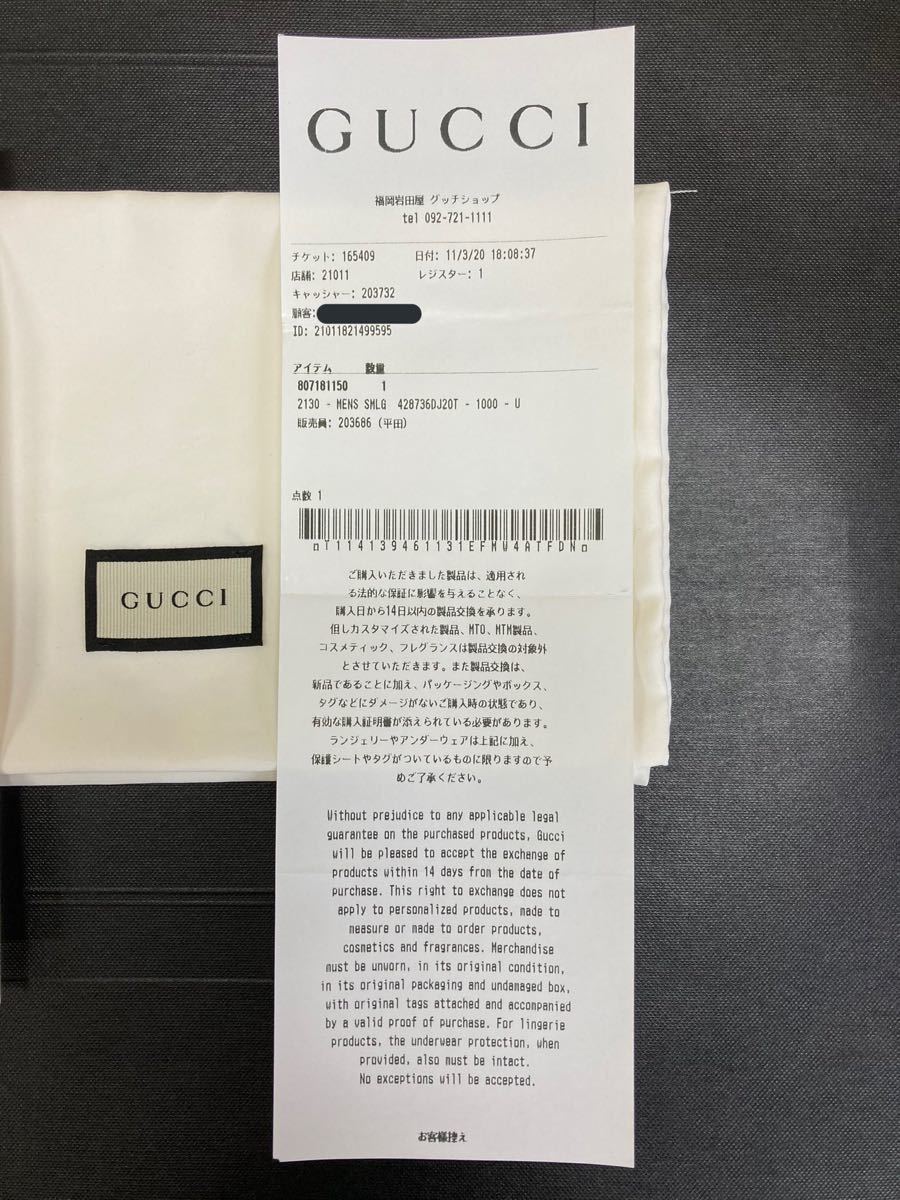 GUCCI
福岡岩田屋 グッチショップ
tel 092-721-1111
チケット: 165409 日付: 11/3/20 18:08:37
店舗: 21011 レジスター: 1
キャッシャー: 203732
顧客:
ID: 21011821499595
アイテム 数量
807181150 1
2130 - MENS SMLG 428736DJ20T - 1000 - U
販売員: 203686 (平田)
点数 1
T114139461131EFMW4ATFDN
ご購入いただきました製品は、適用され
る法的な保証に影響を与えることなく、
購入日から14日以内の製品交換を承ります。
但しカスタマイズされた製品、MTO、MTM製品、
コスメティック、フレグランスは製品交換の対象外
とさせていただきます。また製品交換は、
新品であることに加え、パッケージングやボックス、
タグなどにダメージがないご購入時の状態であり、
有効な購入証明書が添えられている必要があります。
ランジェリーやアンダーウェアは上記に加え、
保護シートやタグがついているものに限りますので予
めご了承ください。
Without prejudice to any applicable legal
guarantee on the purchased products, Gucci
will be pleased to accept the exchange of
products within 14 days from the date of
purchase. This right to exchange does not
apply to personalized products, made to
measure or made to order products,
cosmetics and fragrances. Merchandise
must be unworn, in its original condition,
in its original packaging and undamaged box,
with original tags attached and accompanied
by a valid proof of purchase. For lingerie
products, the underwear protection, when
provided, also must be intact.
No exceptions will be accepted.
お客様控え
GUCCI